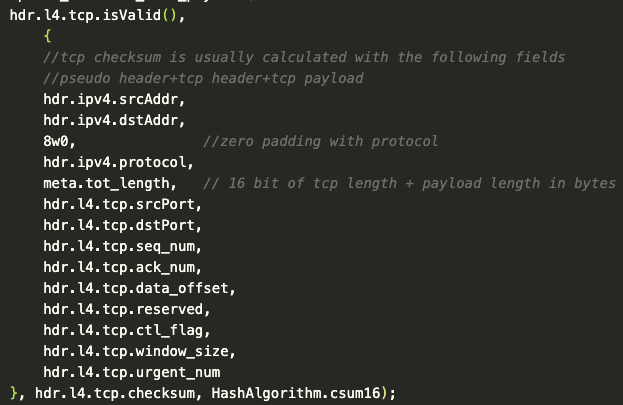 hdr.l4.tcp.isValid(),
{
//tcp checksum is usually calculated with the following fields
//pseudo header+tcp header+tcp payload
hdr.ipv4.srcAddr,
hdr.ipv4.dstAddr,
8w0, //zero padding with protocol
hdr.ipv4.protocol,
meta.tot_length, // 16 bit of tcp length + payload length in bytes
hdr.l4.tcp.srcPort,
hdr.l4.tcp.dstPort,
hdr.l4.tcp.seq_num,
hdr.l4.tcp.ack_num,
hdr.l4.tcp.data_offset,
hdr.l4.tcp.reserved,
hdr.l4.tcp.ctl_flag,
hdr.l4.tcp.window_size,
hdr.l4.tcp.urgent_num
}, hdr.l4.tcp.checksum, HashAlgorithm.csum16);